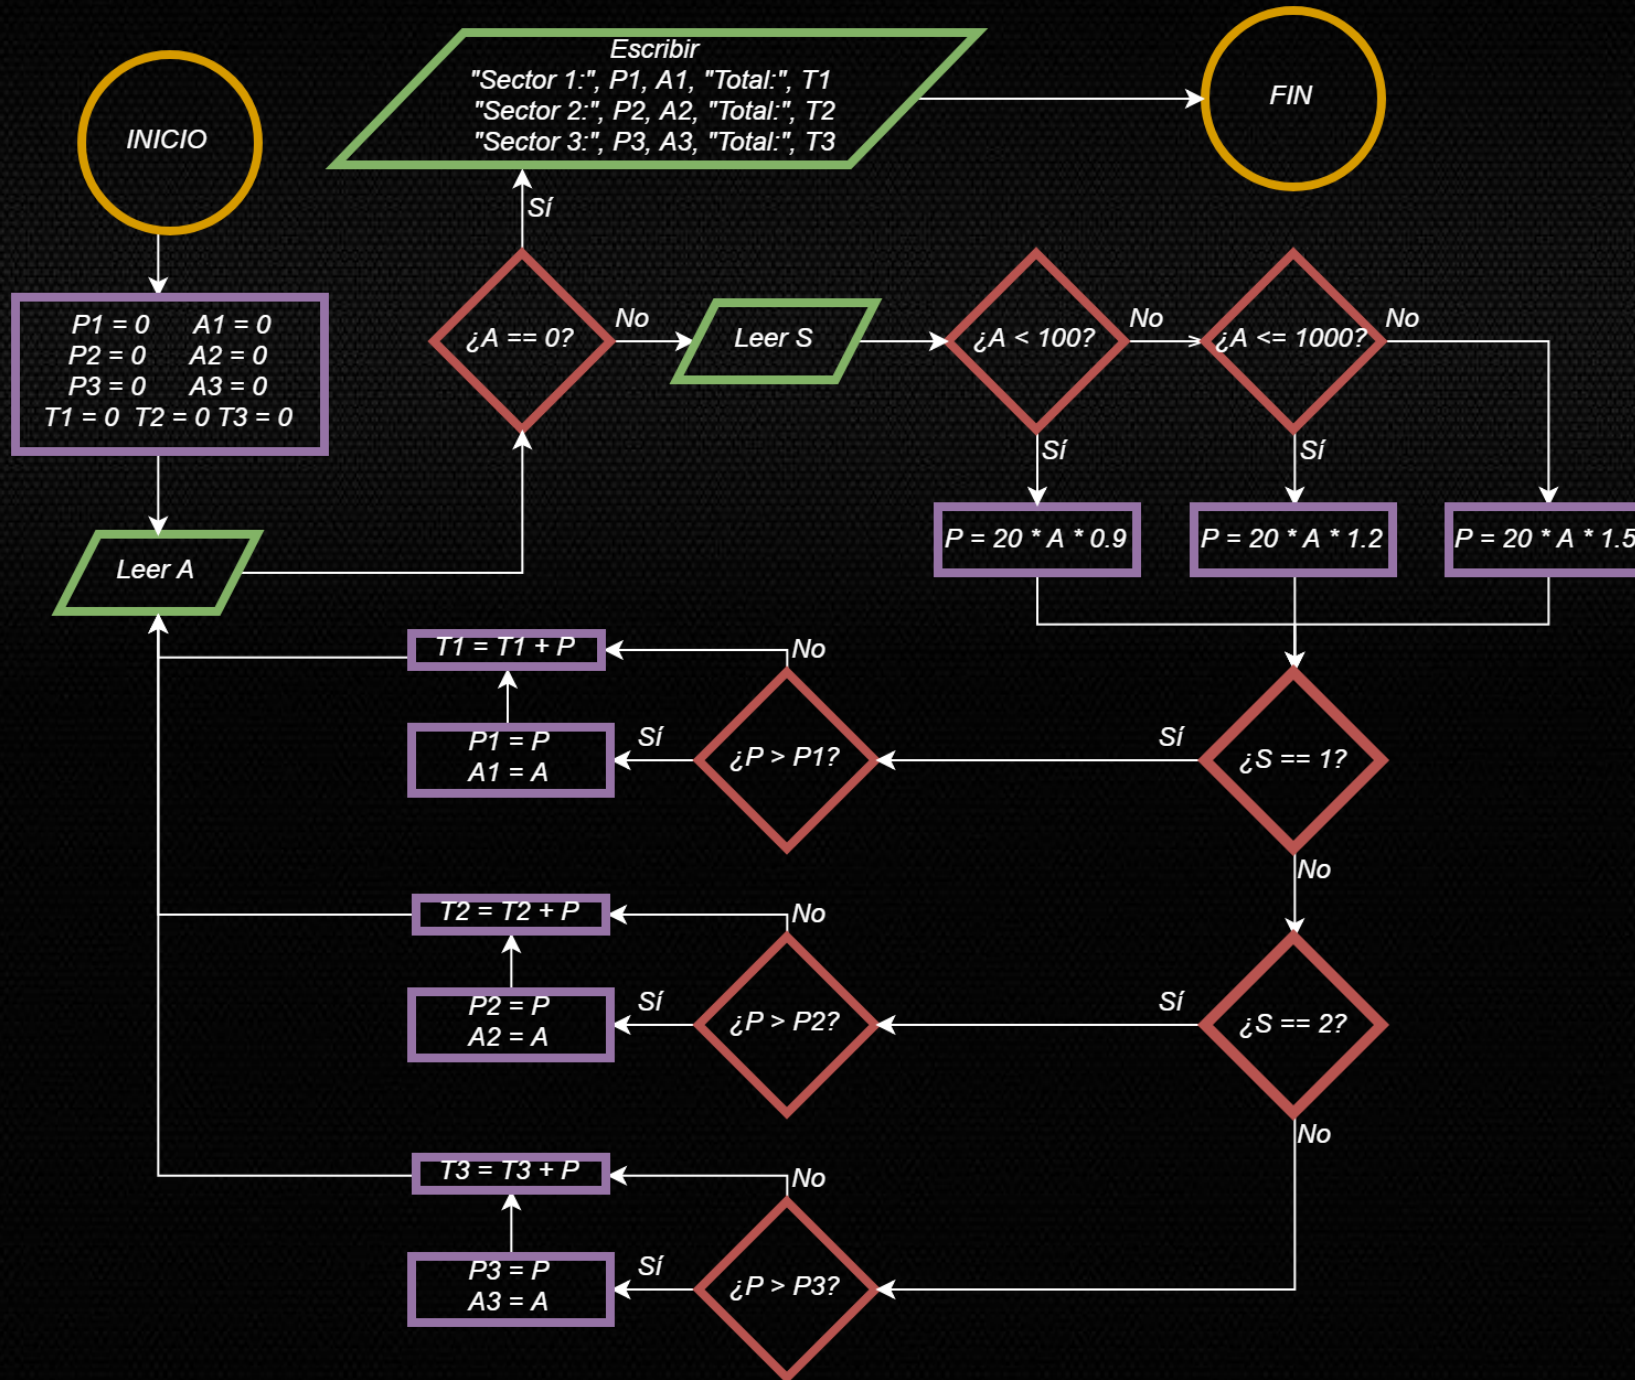 INICIO
Escribir
"Sector 1:", P1, A1, "Total:", T1
"Sector 2:", P2, A2, "Total:", T2
"Sector 3:", P3, A3, "Total:", T3
FIN
Sí
P1 = 0 A1 = 0
P2 = 0 A2 = 0
P3 = 0 A3 = 0
T1 = 0 T2 = 0 T3 = 0
¿A == 0?
No
Leer S
¿A < 100?
No
¿A <= 1000?
No
Sí
Sí
P = 20 * A * 0.9
P = 20 * A * 1.2
P = 20 * A * 1.5
Leer A
T1 = T1 + P
No
P1 = P
A1 = A
Sí
¿P > P1?
Sí
¿S == 1?
No
T2 = T2 + P
No
P2 = P
A2 = A
Sí
¿P > P2?
Sí
¿S == 2?
No
T3 = T3 + P
No
P3 = P
A3 = A
Sí
¿P > P3?